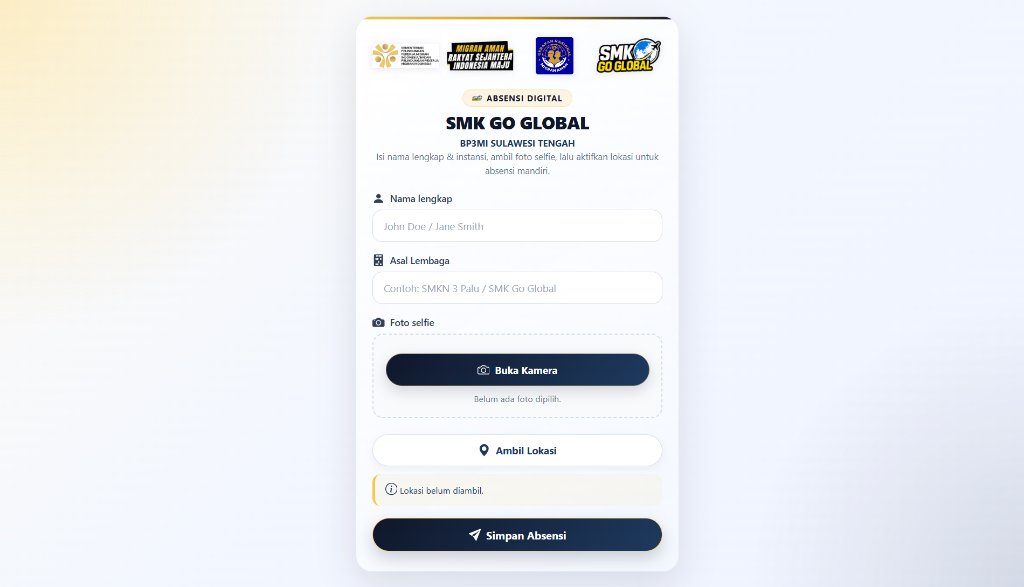 MIGRAN AMAN
RAKYAT SEJAHTERA
INDONESIA MAJU
SMK
GO GLOBAL
ABSENSI DIGITAL
SMK GO GLOBAL
BP3MI SULAWESI TENGAH
Isi nama lengkap & instansi, ambil foto selfie, lalu aktifkan lokasi untuk
absensi mandiri.
Nama lengkap
John Doe / Jane Smith
Asal Lembaga
Contoh: SMKN 3 Palu / SMK Go Global
Foto selfie
Buka Kamera
Belum ada foto dipilih.
Ambil Lokasi
Lokasi belum diambil.
Simpan Absensi